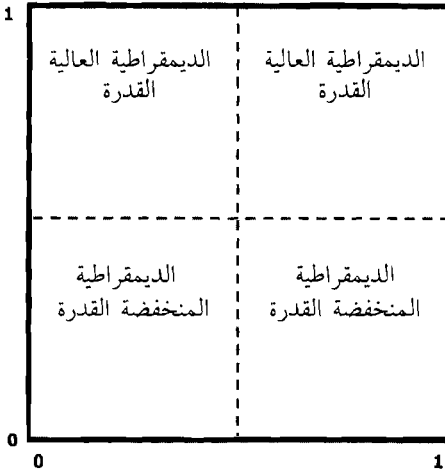 1
الديمقراطية العالية
القدرة
الديمقراطية العالية
القدرة
الديمقراطية
المنخفضة القدرة
الديمقراطية
المنخفضة القدرة
0
0
1